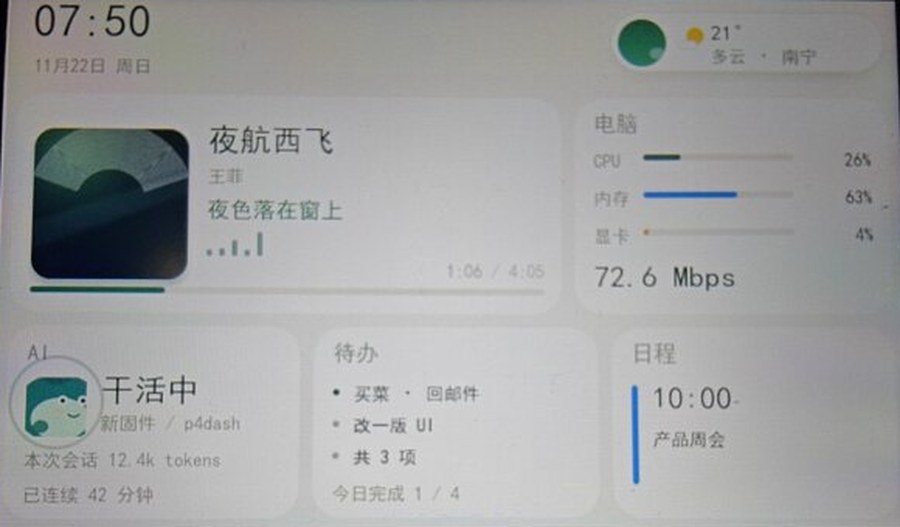 07:50
11月22日 周日
21°
多云 · 南宁
夜航西飞
王菲
夜色落在窗上
1:06 / 4:05
电脑
CPU 26%
内存 63%
显卡 4%
72.6 Mbps
AI
干活中
新固件 / p4dash
本次会话 12.4k tokens
已连续 42 分钟
待办
• 买菜 · 回邮件
• 改一版 UI
• 共 3 项
今日完成 1 / 4
日程
10:00
产品周会